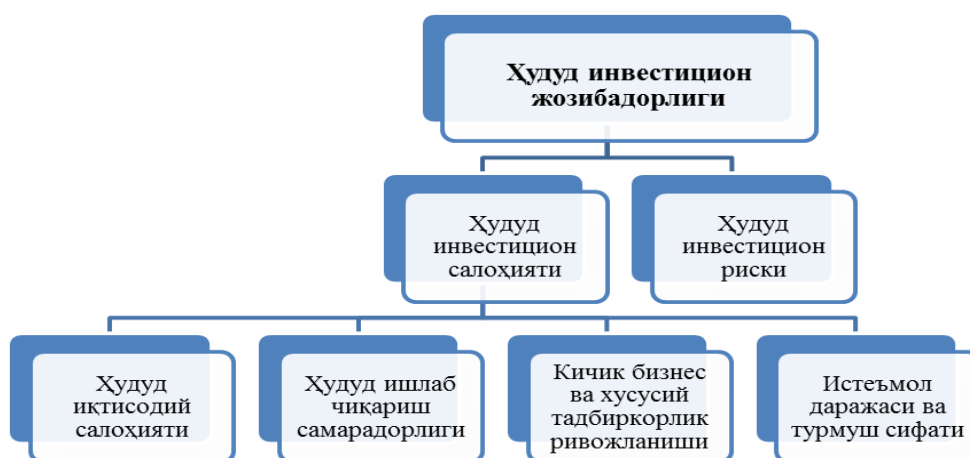 Ҳудуд инвестицион
жозибадорлиги
Ҳудуд
инвестицион
салоҳияти
Ҳудуд
инвестицион
риски
Ҳудуд
иқтисодий
салоҳияти
Ҳудуд ишлаб
чиқариш
самарадорлиги
Кичик бизнес
ва хусусий
тадбиркорлик
ривожланиши
Истеъмол
даражаси ва
турмуш сифати